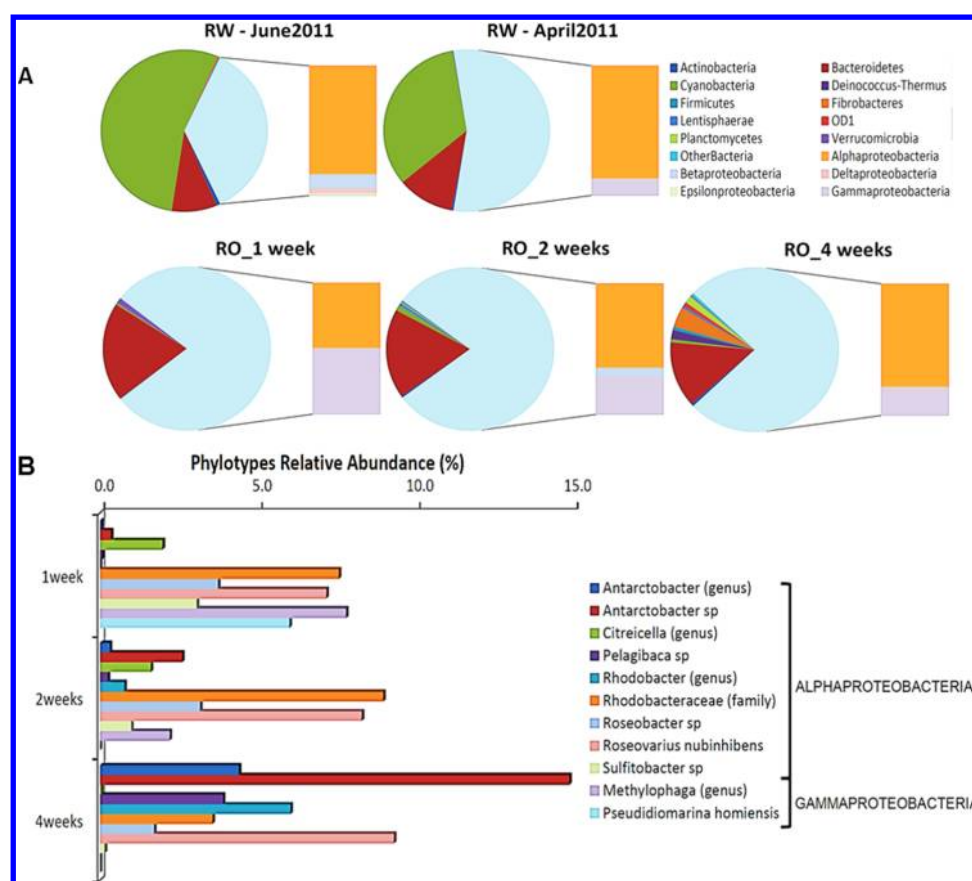 RW - June2011
RW - April2011
A
Actinobacteria
Bacteroidetes
Cyanobacteria
Deinococcus-Thermus
Firmicutes
Fibrobacteres
Lentisphaerae
OD1
Planctomycetes
Verrucomicrobia
OtherBacteria
Alphaproteobacteria
Betaproteobacteria
Deltaproteobacteria
Epsilonproteobacteria
Gammaproteobacteria
RO_1 week
RO_2 weeks
RO_4 weeks
B
Phylotypes Relative Abundance (%)
0.0 5.0 10.0 15.0
1week
2weeks
4weeks
Antarctobacter (genus)
Antarctobacter sp
Citreicella (genus)
Pelagibaca sp
Rhodobacter (genus)
Rhodobacteraceae (family)
Roseobacter sp
Roseovarius nubinhibens
Sulfitobacter sp
Methylophaga (genus)
Pseudidiomarina homiensis
ALPHAPROTEOBACTERIA
GAMMAPROTEOBACTERIA